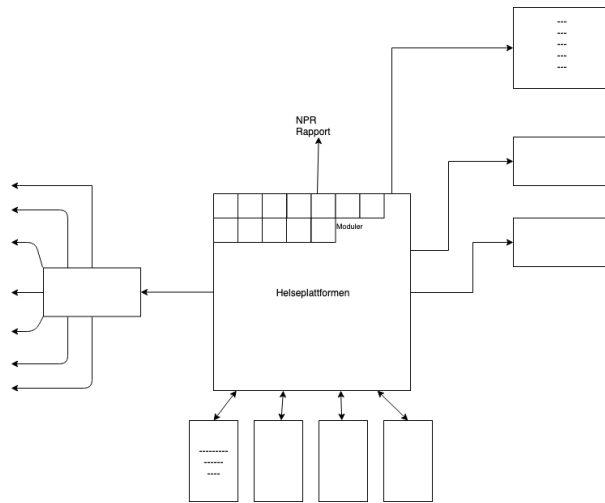 ---
---
---
---
---
NPR
Rapport
Moduler
Helseplattformen
---------
------
----